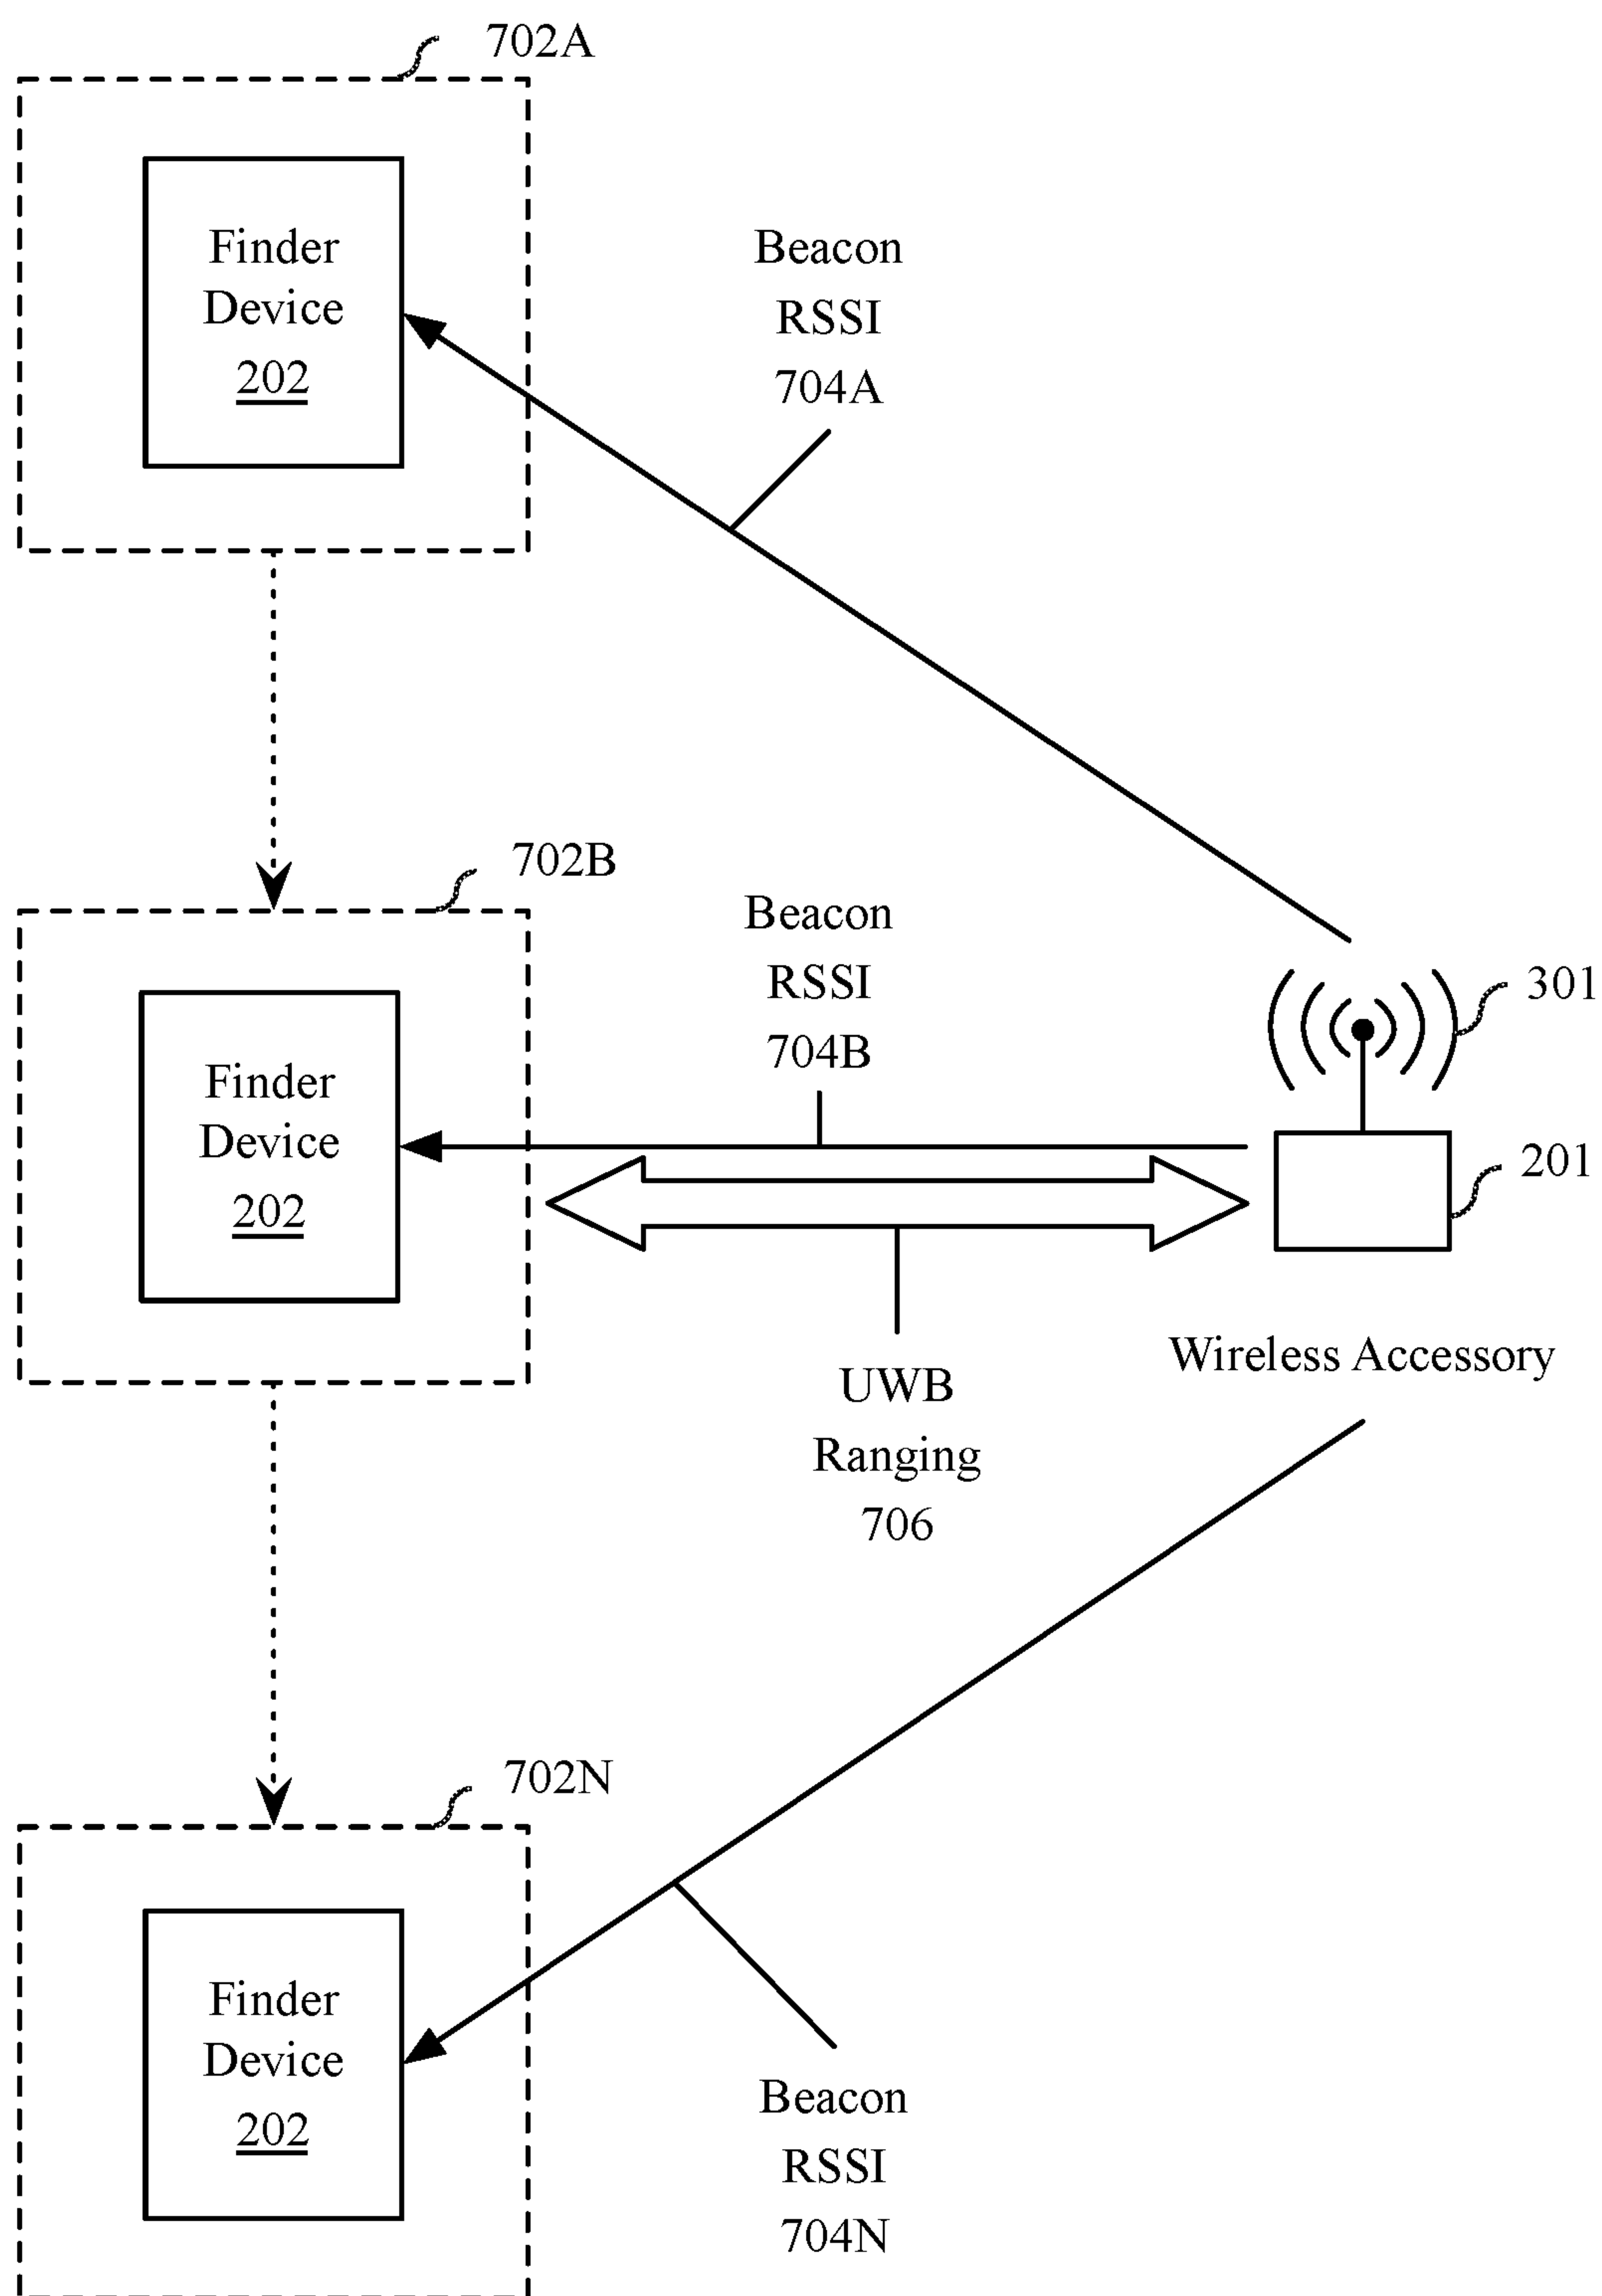 702A
Finder
Device
202
Beacon
RSSI
704A
702B
Finder
Device
202
Beacon
RSSI
704B
301
201
Wireless Accessory
UWB
Ranging
706
702N
Finder
Device
202
Beacon
RSSI
704N